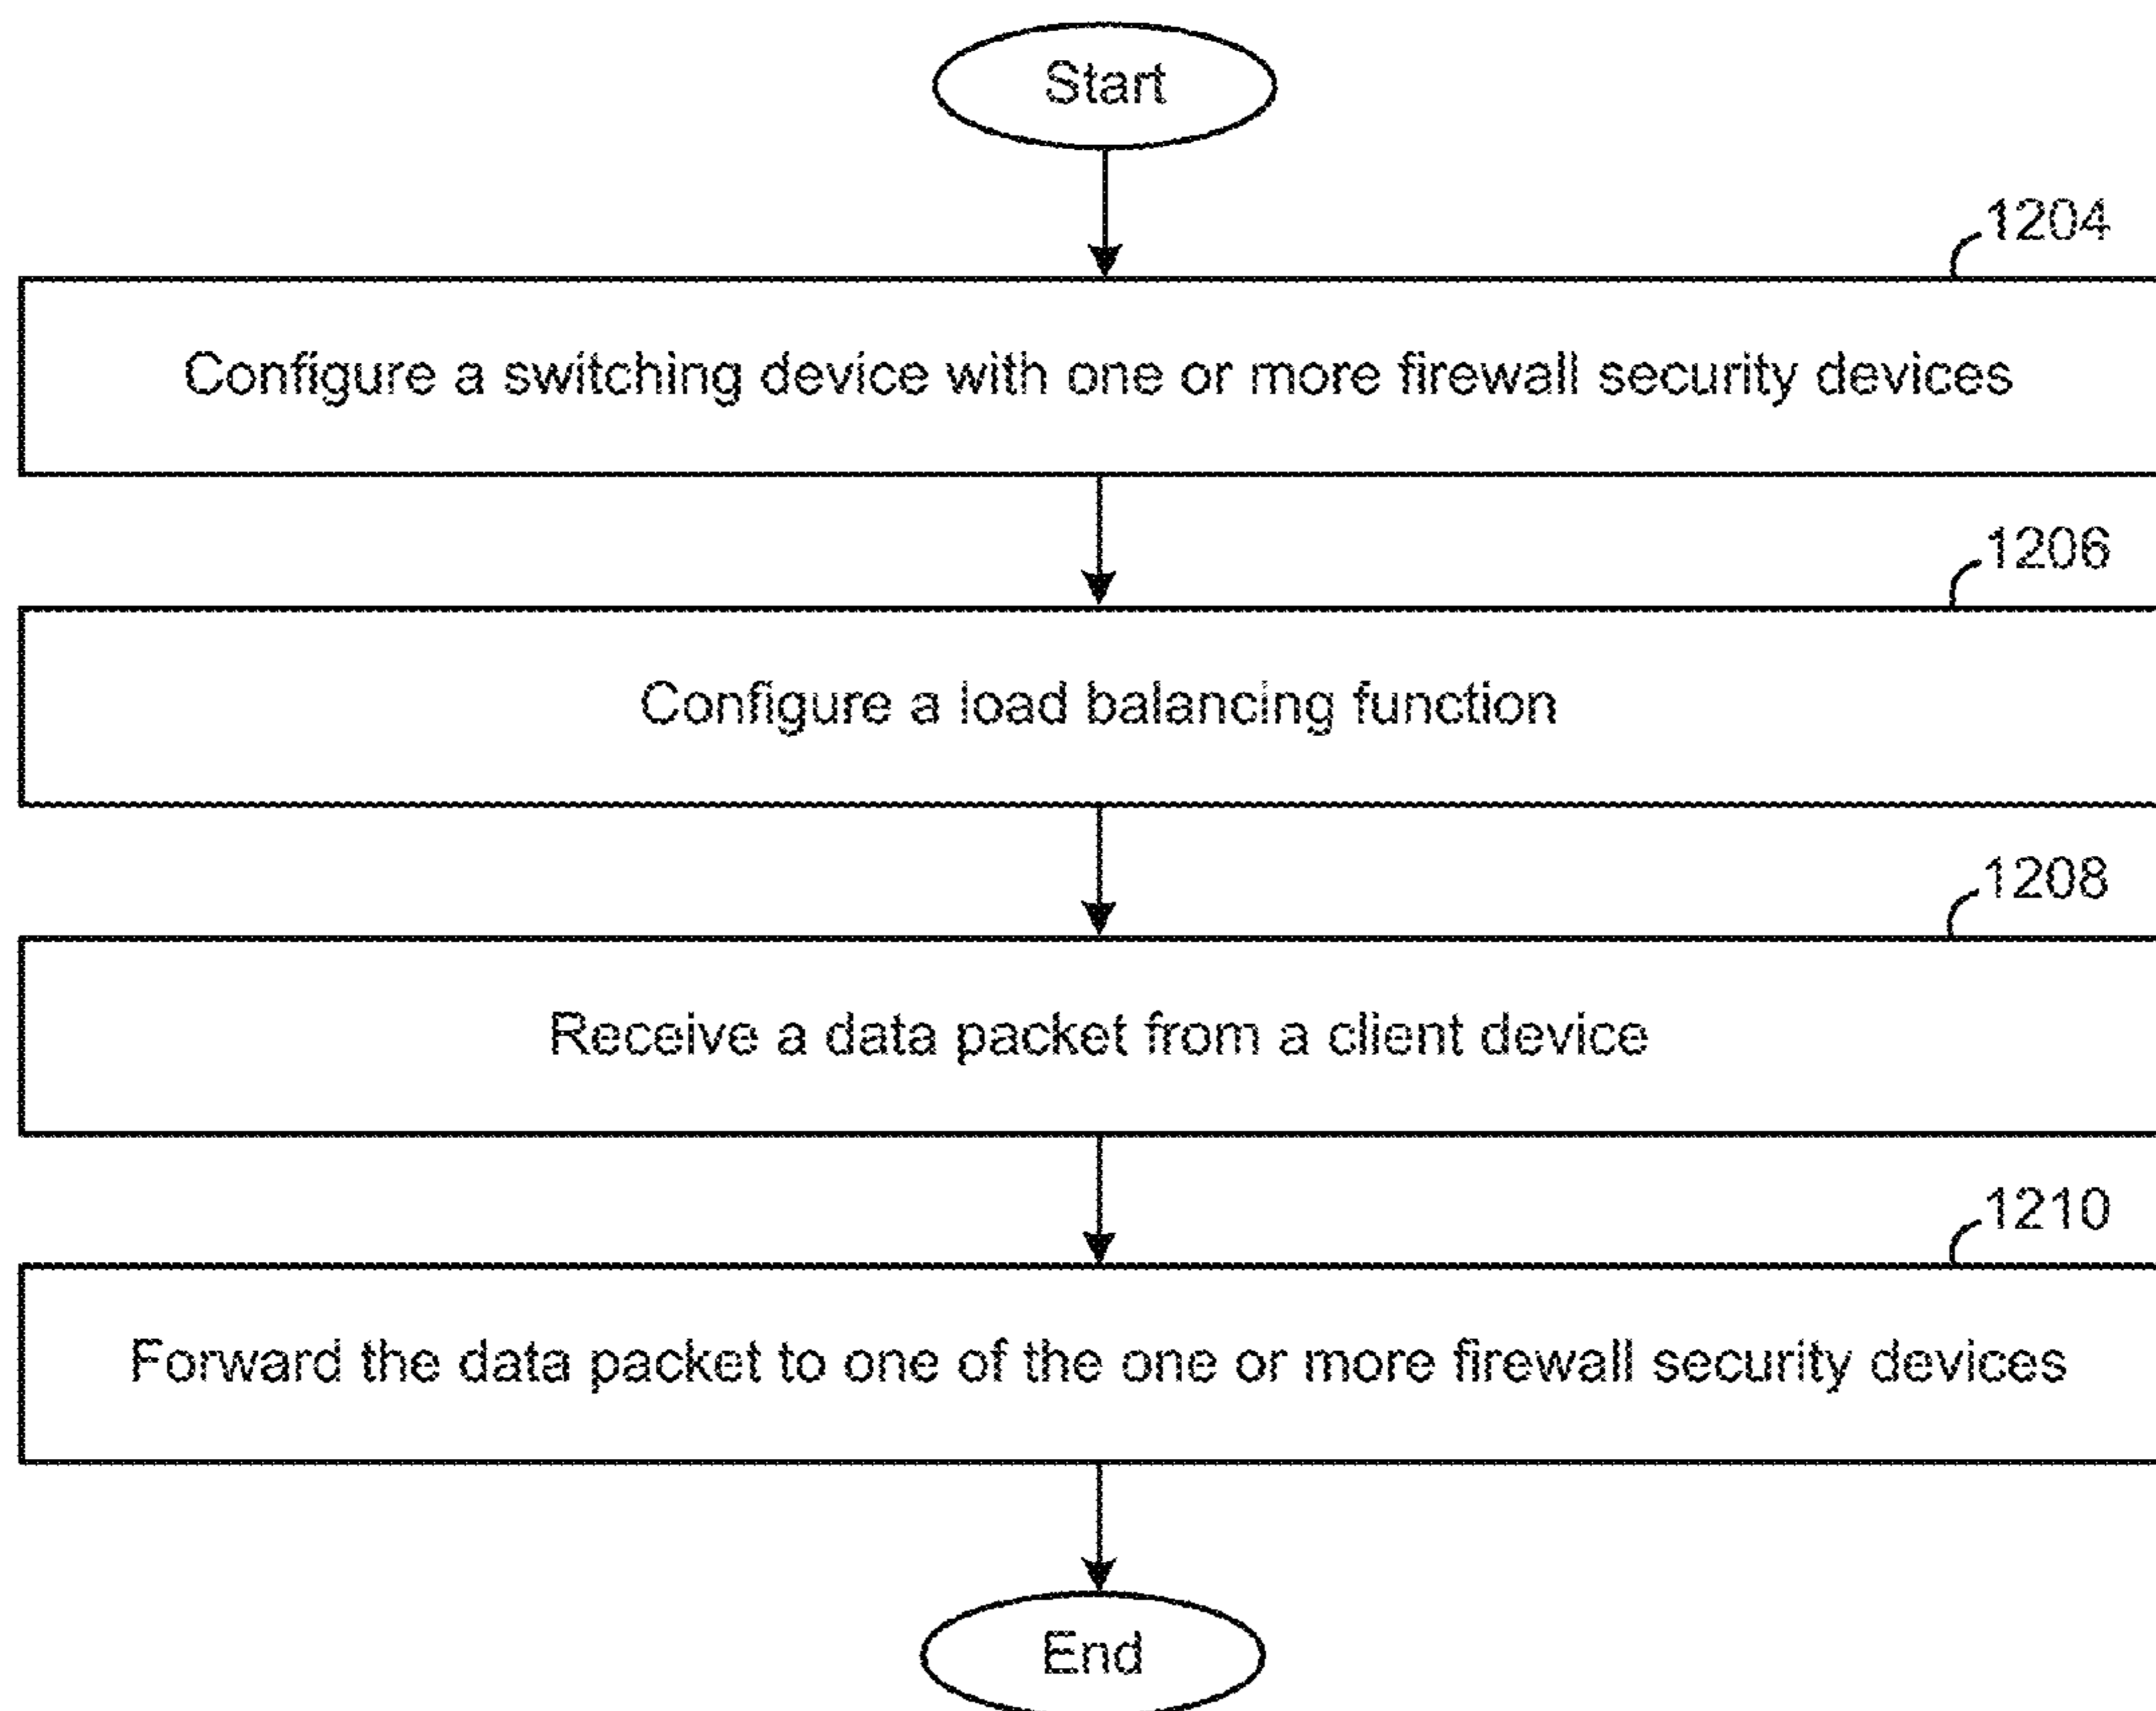 Start
1204
Configure a switching device with one or more firewall security devices
1206
Configure a load balancing function
1208
Receive a data packet from a client device
1210
Forward the data packet to one of the one or more firewall security devices
End